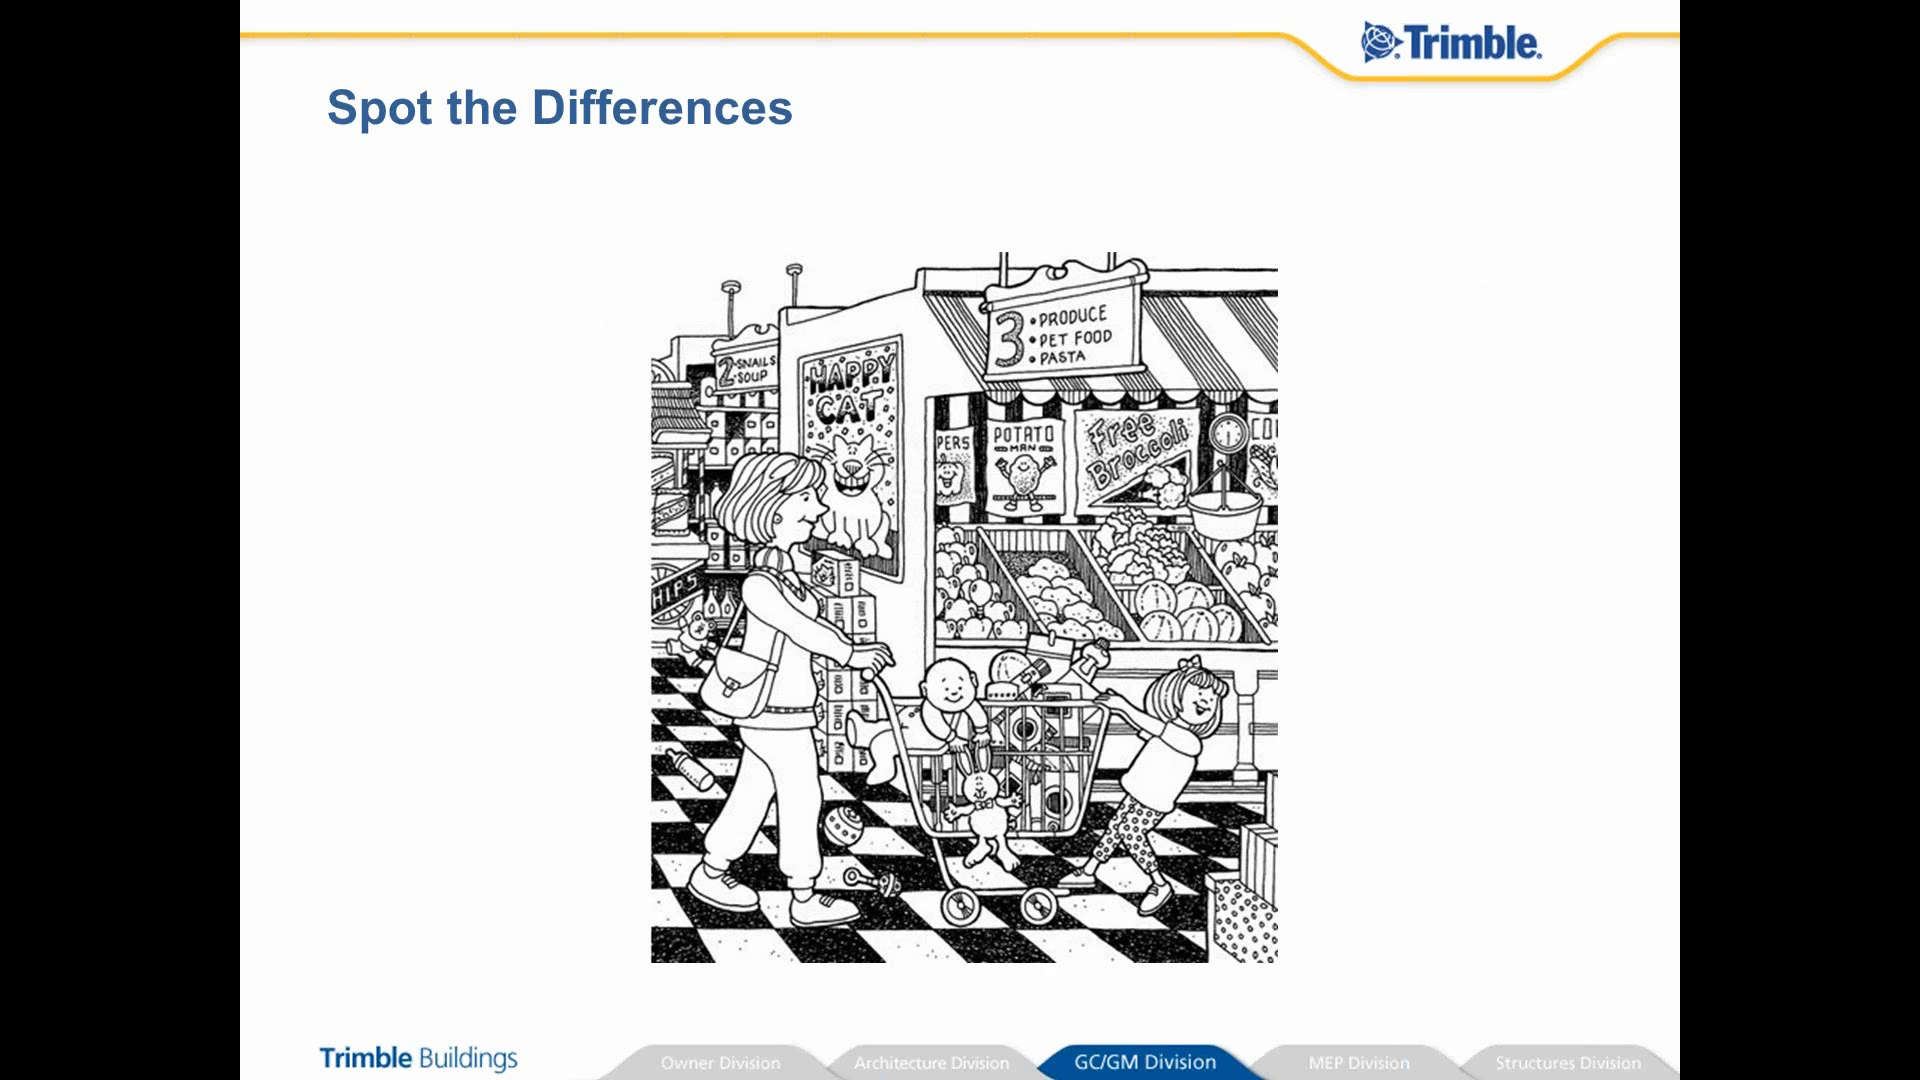 Trimble.
Spot the Differences
3 • PRODUCE
• PET FOOD
• PASTA
2 • SNAILS
• SOUP
HAPPY
CAT
PERS
POTATO
MAN
Free
Broccoli
CO
HIPS
Trimble Buildings
Owner Division
Architecture Division
GC/GM Division
MEP Division
Structures Division